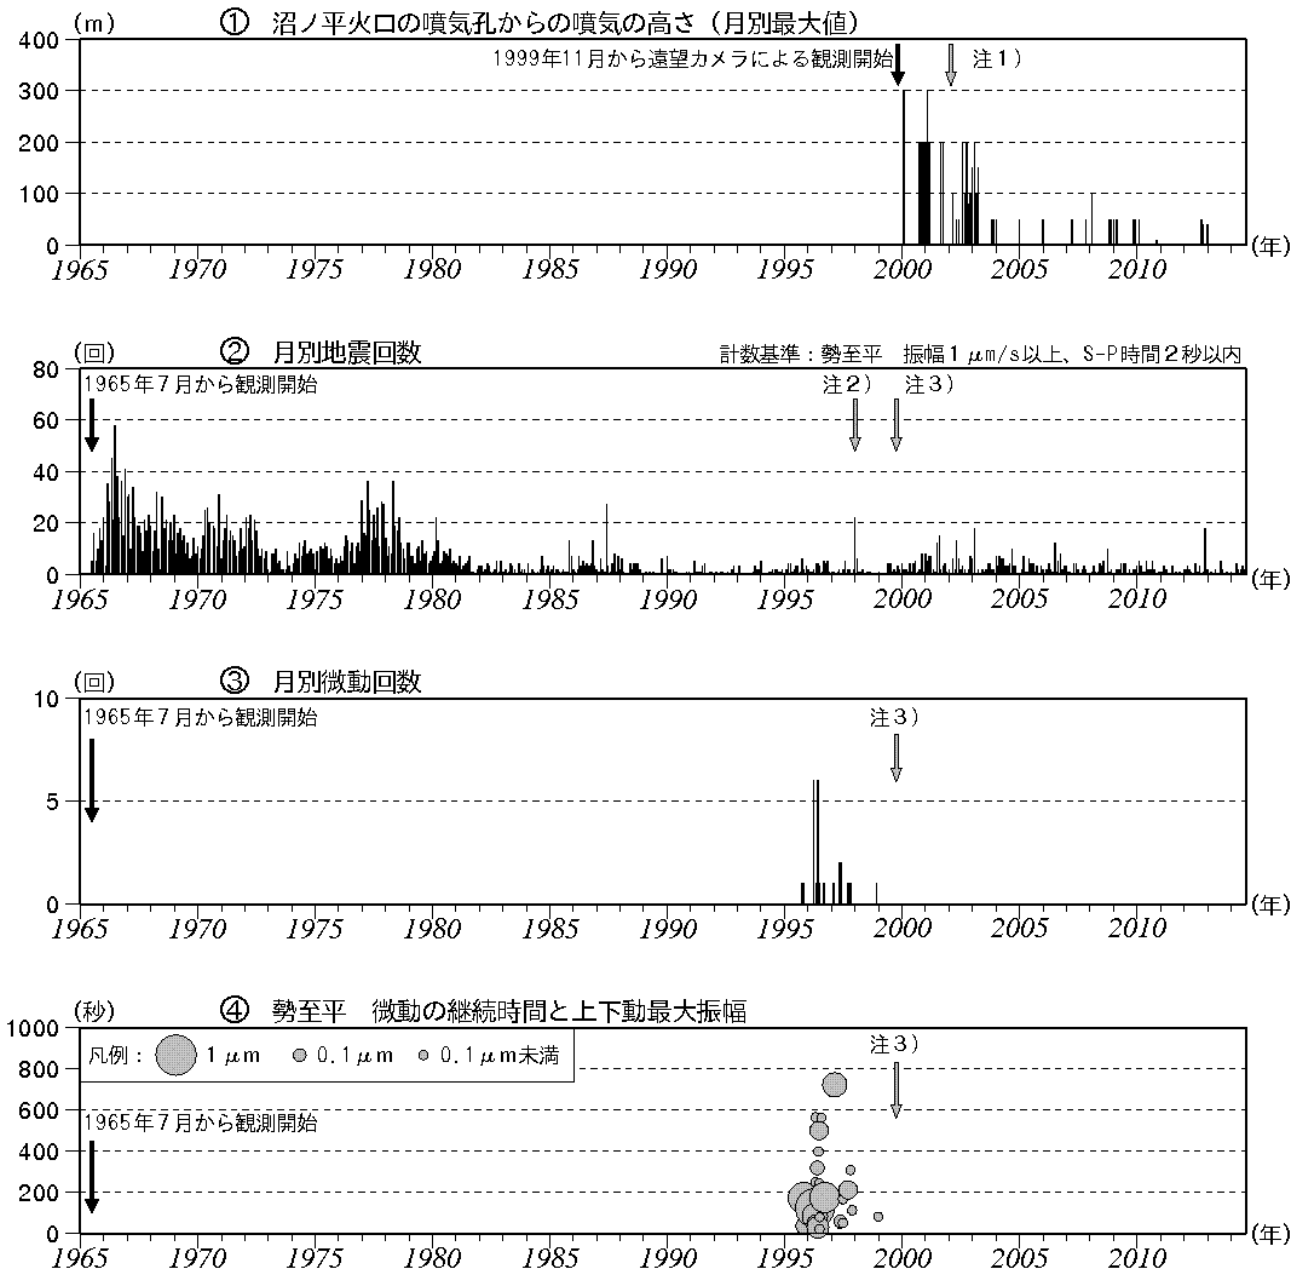 (m) ① 沼ノ平火口の噴気孔からの噴気の高さ（月別最大値）
400
1999年11月から遠望カメラによる観測開始 注1）
300
200
100
0
1965 1970 1975 1980 1985 1990 1995 2000 2005 2010 (年)
(回) ② 月別地震回数 計数基準：勢至平 振幅1μm/s以上、S-P時間2秒以内
80
1965年7月から観測開始 注2） 注3）
60
40
20
0
1965 1970 1975 1980 1985 1990 1995 2000 2005 2010 (年)
(回) ③ 月別微動回数
10
1965年7月から観測開始 注3）
5
0
1965 1970 1975 1980 1985 1990 1995 2000 2005 2010 (年)
(秒) ④ 勢至平 微動の継続時間と上下動最大振幅
1000
凡例： 1μm 0.1μm 0.1μm未満 注3）
800
600
1965年7月から観測開始
400
200
0
1965 1970 1975 1980 1985 1990 1995 2000 2005 2010 (年)